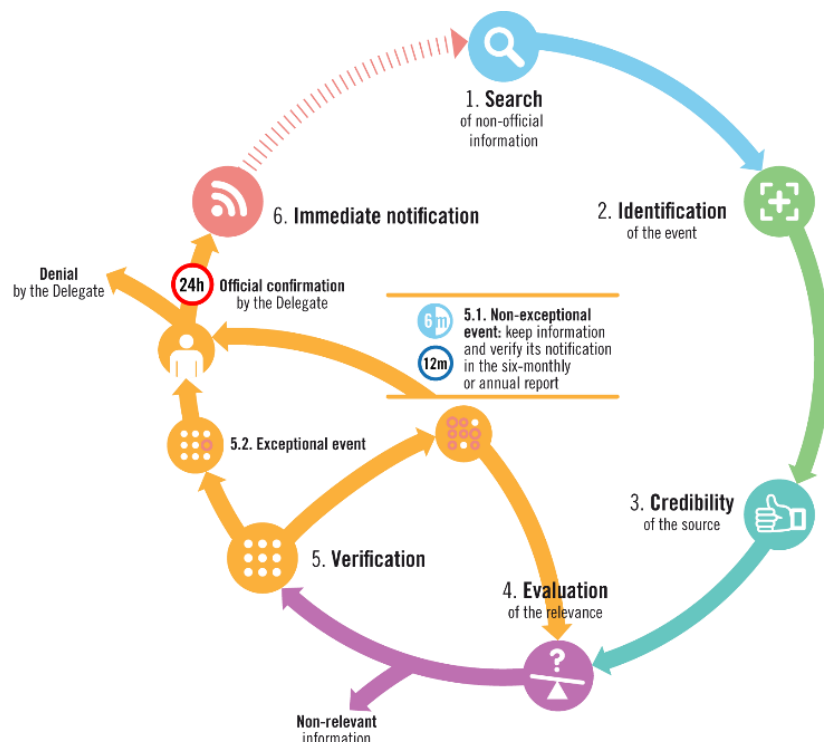 1. Search
of non-official
information
2. Identification
of the event
6. Immediate notification
Denial
by the Delegate
24h
Official confirmation
by the Delegate
6m
12m
5.1. Non-exceptional
event: keep information
and verify its notification
in the six-monthly
or annual report
5.2. Exceptional event
3. Credibility
of the source
5. Verification
4. Evaluation
of the relevance
?
Non-relevant
information